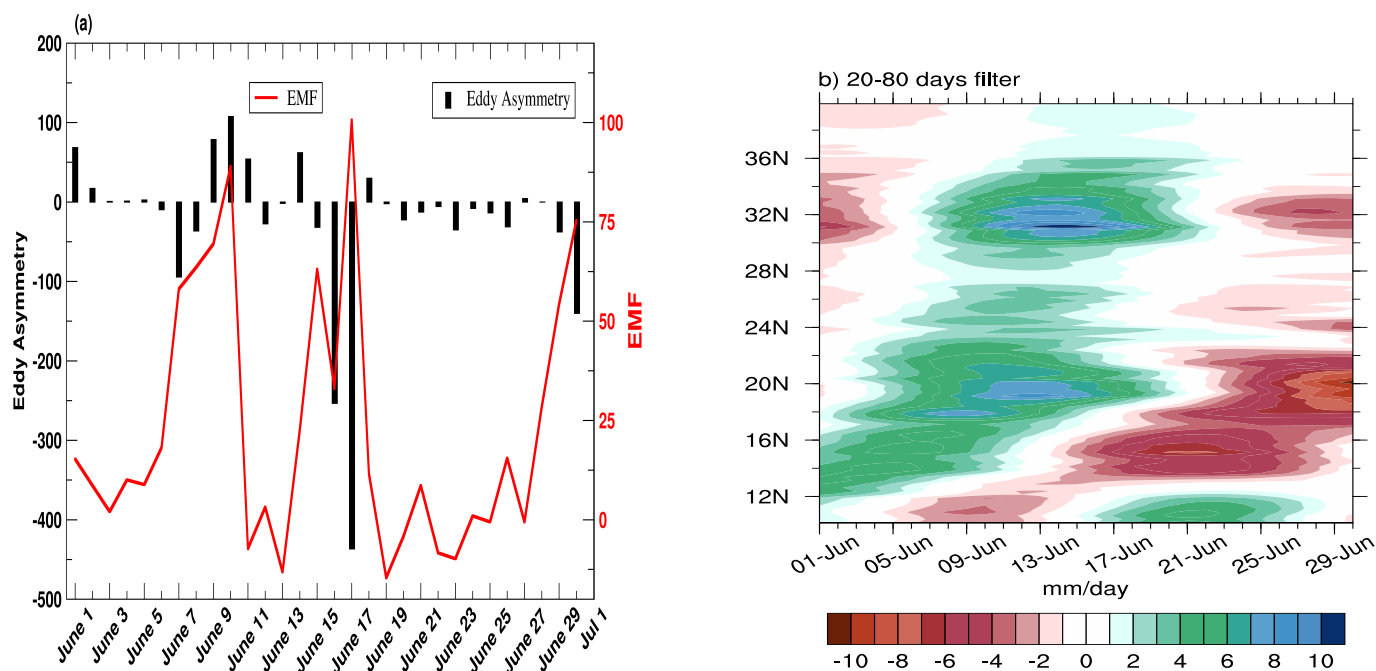 (a)
200
100
0
-100
-200
-300
-400
-500
Eddy Asymmetry
EMF
Eddy Asymmetry
100
75
50
25
0
EMF
June 1
June 3
June 5
June 7
June 9
June 11
June 13
June 15
June 17
June 19
June 21
June 23
June 25
June 27
June 29
Jul 1
b) 20-80 days filter
36N
32N
28N
24N
20N
16N
12N
01-Jun
05-Jun
09-Jun
13-Jun
17-Jun
21-Jun
25-Jun
29-Jun
mm/day
-10 -8 -6 -4 -2 0 2 4 6 8 10